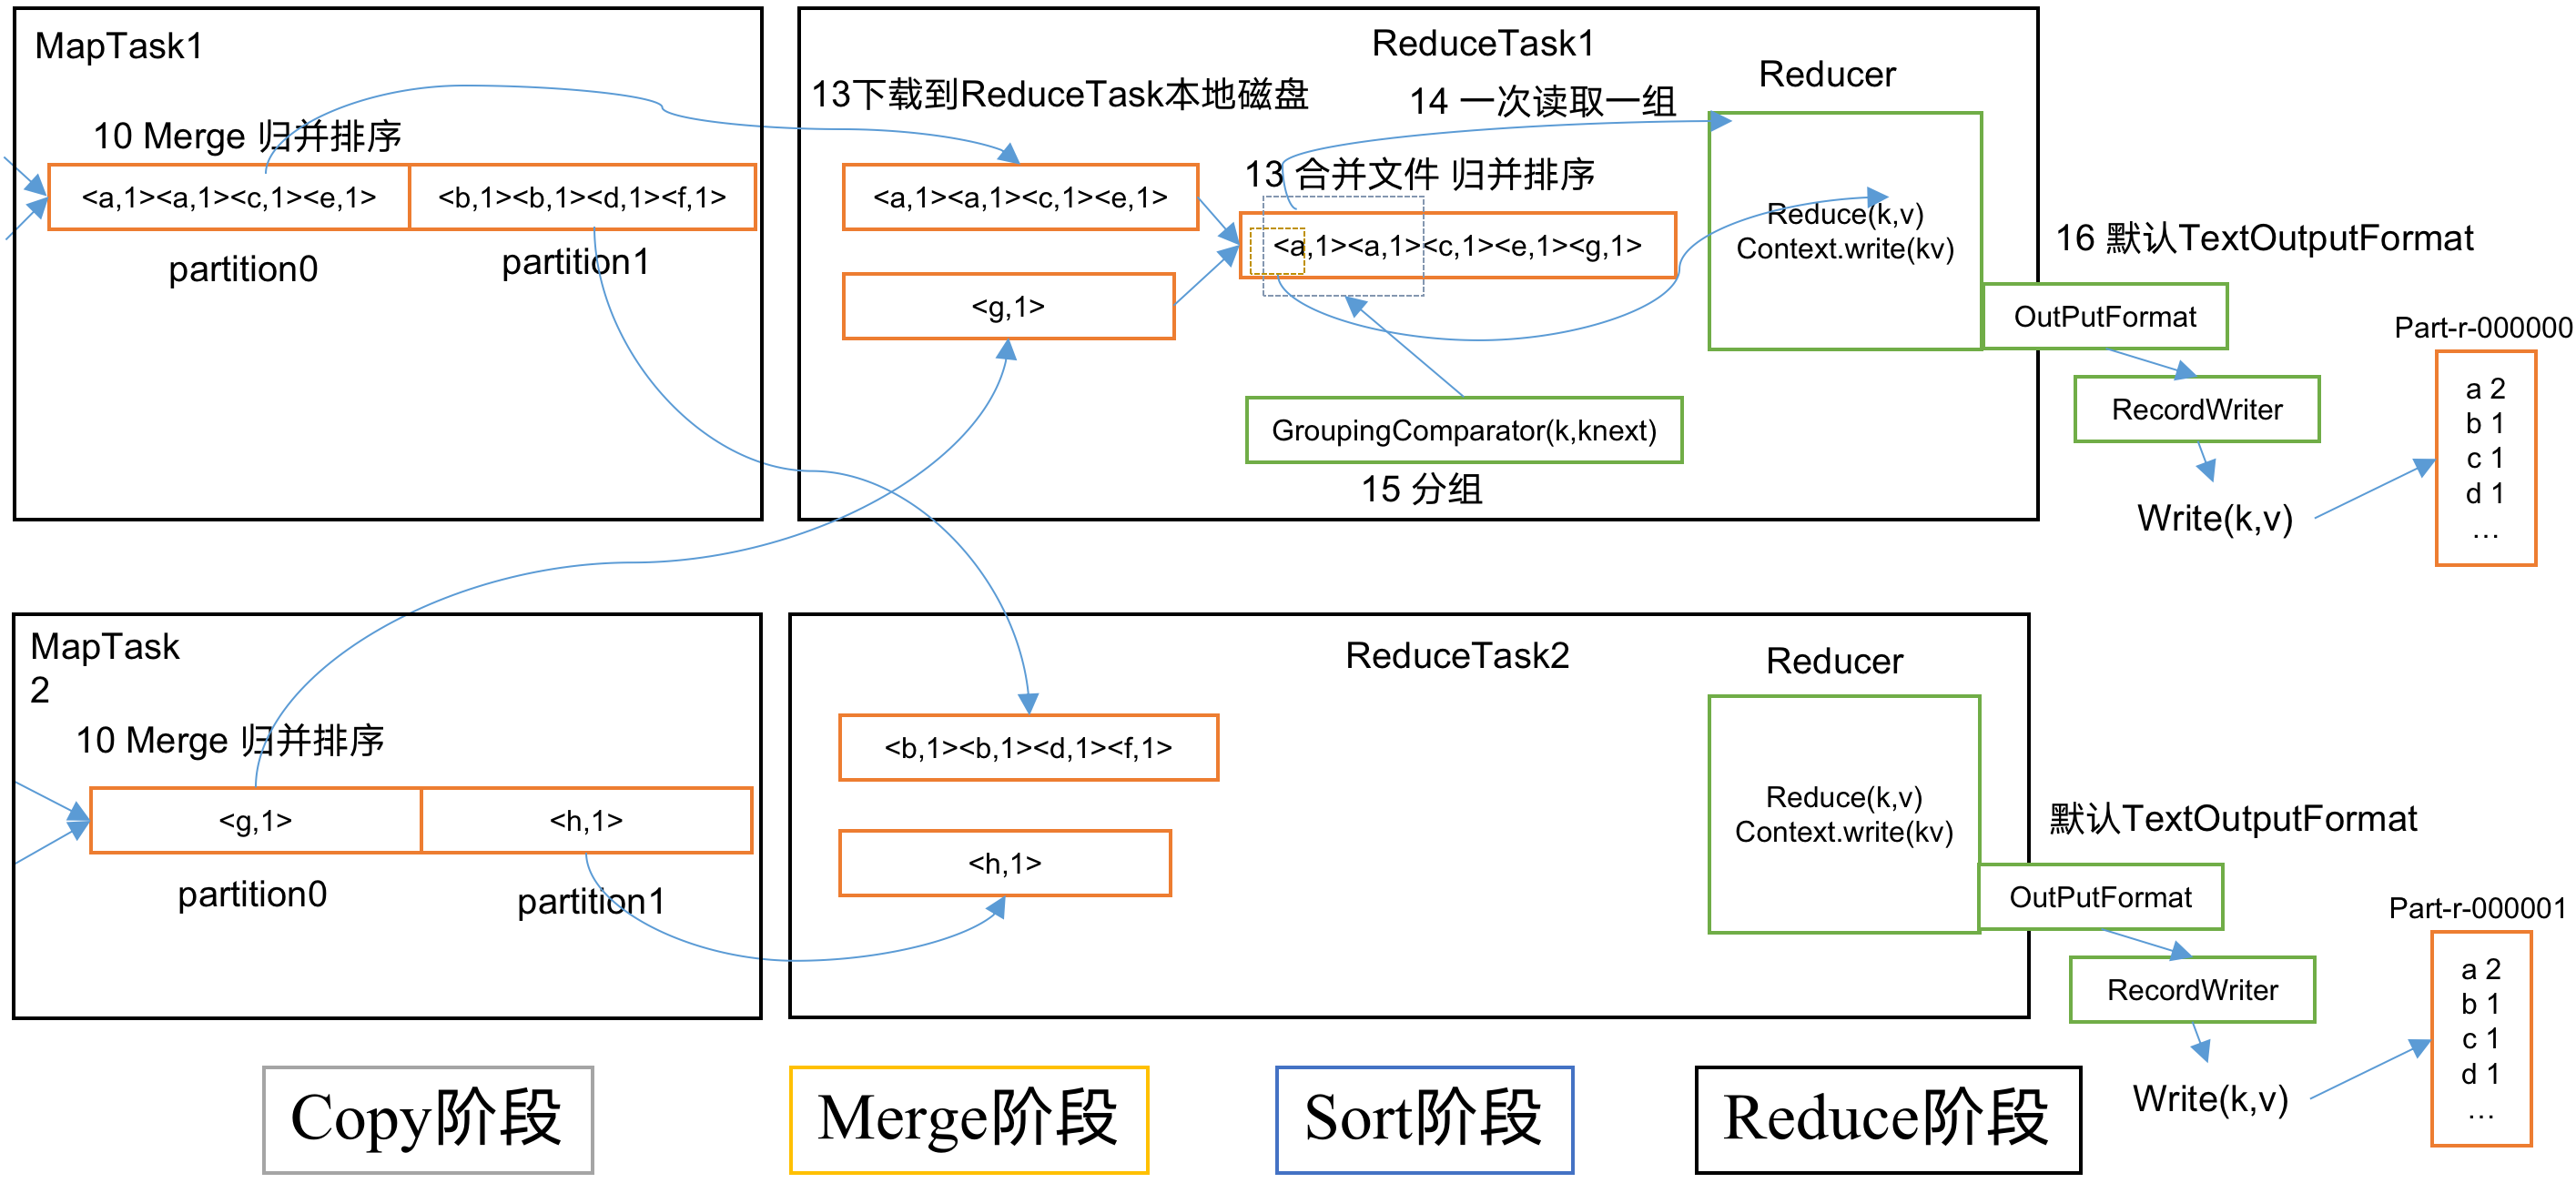 MapTask1
10 Merge 归并排序
<a,1><a,1><c,1><e,1>
<b,1><b,1><d,1><f,1>
partition0
partition1
ReduceTask1
13下载到ReduceTask本地磁盘
14 一次读取一组
Reducer
<a,1><a,1><c,1><e,1>
13 合并文件 归并排序
<a,1><a,1><c,1><e,1><g,1>
<g,1>
GroupingComparator(k,knext)
15 分组
Reduce(k,v)
Context.write(kv)
16 默认TextOutputFormat
OutPutFormat
RecordWriter
Write(k,v)
Part-r-000000
a 2
b 1
c 1
d 1
...
MapTask
2
10 Merge 归并排序
<g,1>
<h,1>
partition0
partition1
ReduceTask2
Reducer
<b,1><b,1><d,1><f,1>
<h,1>
Reduce(k,v)
Context.write(kv)
默认TextOutputFormat
OutPutFormat
RecordWriter
Write(k,v)
Part-r-000001
a 2
b 1
c 1
d 1
...
Copy阶段
Merge阶段
Sort阶段
Reduce阶段